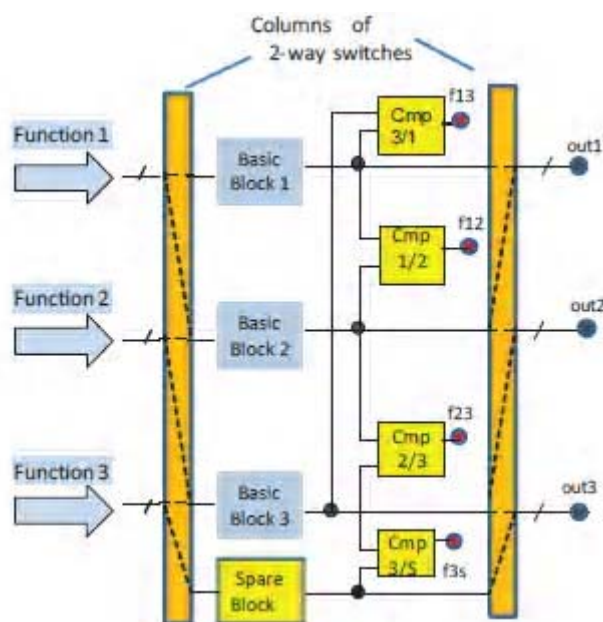 Columns of
2-way switches
Function 1
Basic
Block 1
Cmp
3/1
f13
out1
Cmp
1/2
f12
Function 2
Basic
Block 2
out2
Cmp
2/3
f23
Function 3
Basic
Block 3
out3
Cmp
3/S
f3s
Spare
Block